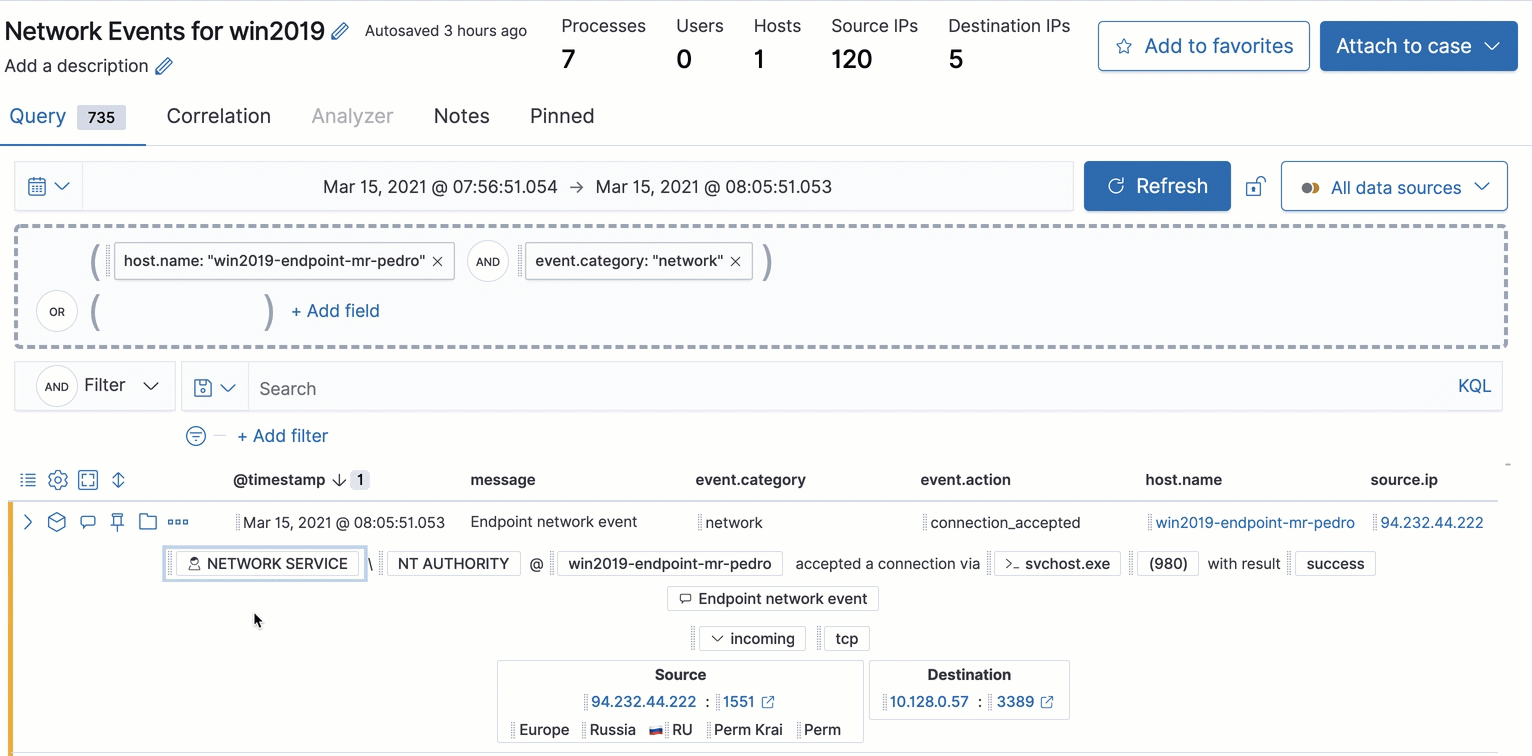 Network Events for win2019 Autosaved 3 hours ago
Add a description
Processes Users Hosts Source IPs Destination IPs
7 0 1 120 5
Add to favorites Attach to case
Query 735 Correlation Analyzer Notes Pinned
Mar 15, 2021 @ 07:56:51.054 → Mar 15, 2021 @ 08:05:51.053 Refresh All data sources
( host.name: "win2019-endpoint-mr-pedro" × AND event.category: "network" × )
OR ( ) + Add field
AND Filter Search KQL
+ Add filter
@timestamp ↓ 1 message event.category event.action host.name source.ip
Mar 15, 2021 @ 08:05:51.053 Endpoint network event network connection_accepted win2019-endpoint-mr-pedro 94.232.44.222
NETWORK SERVICE \ NT AUTHORITY @ win2019-endpoint-mr-pedro accepted a connection via >_ svchost.exe (980) with result success
Endpoint network event
incoming tcp
Source Destination
94.232.44.222 : 1551 10.128.0.57 : 3389
Europe Russia RU Perm Krai Perm